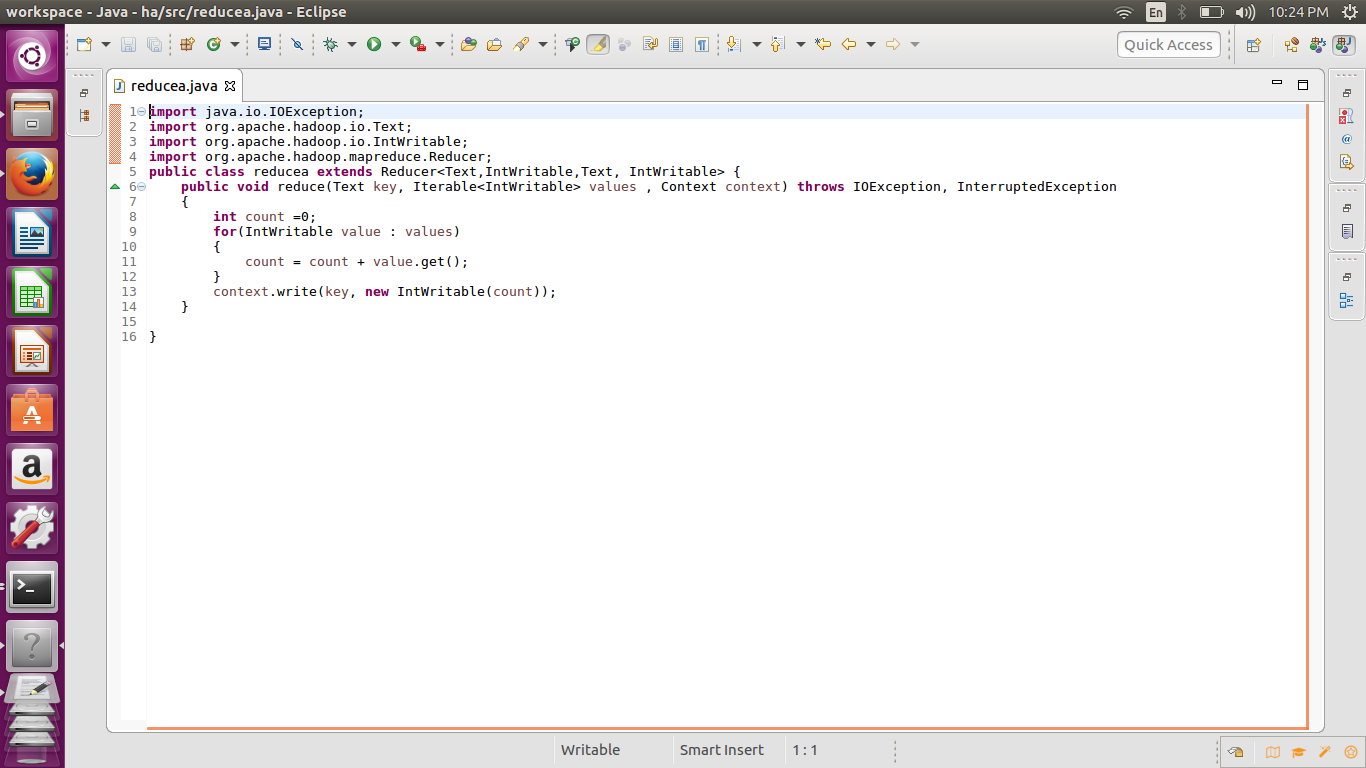 workspace - Java - ha/src/reducea.java - Eclipse
En
10:24 PM
Quick Access
reducea.java
1 import java.io.IOException;
2 import org.apache.hadoop.io.Text;
3 import org.apache.hadoop.io.IntWritable;
4 import org.apache.hadoop.mapreduce.Reducer;
5 public class reducea extends Reducer<Text,IntWritable,Text, IntWritable> {
6     public void reduce(Text key, Iterable<IntWritable> values , Context context) throws IOException, InterruptedException
7     {
8         int count =0;
9         for(IntWritable value : values)
10         {
11             count = count + value.get();
12         }
13         context.write(key, new IntWritable(count));
14     }
15
16 }
Writable
Smart Insert
1 : 1